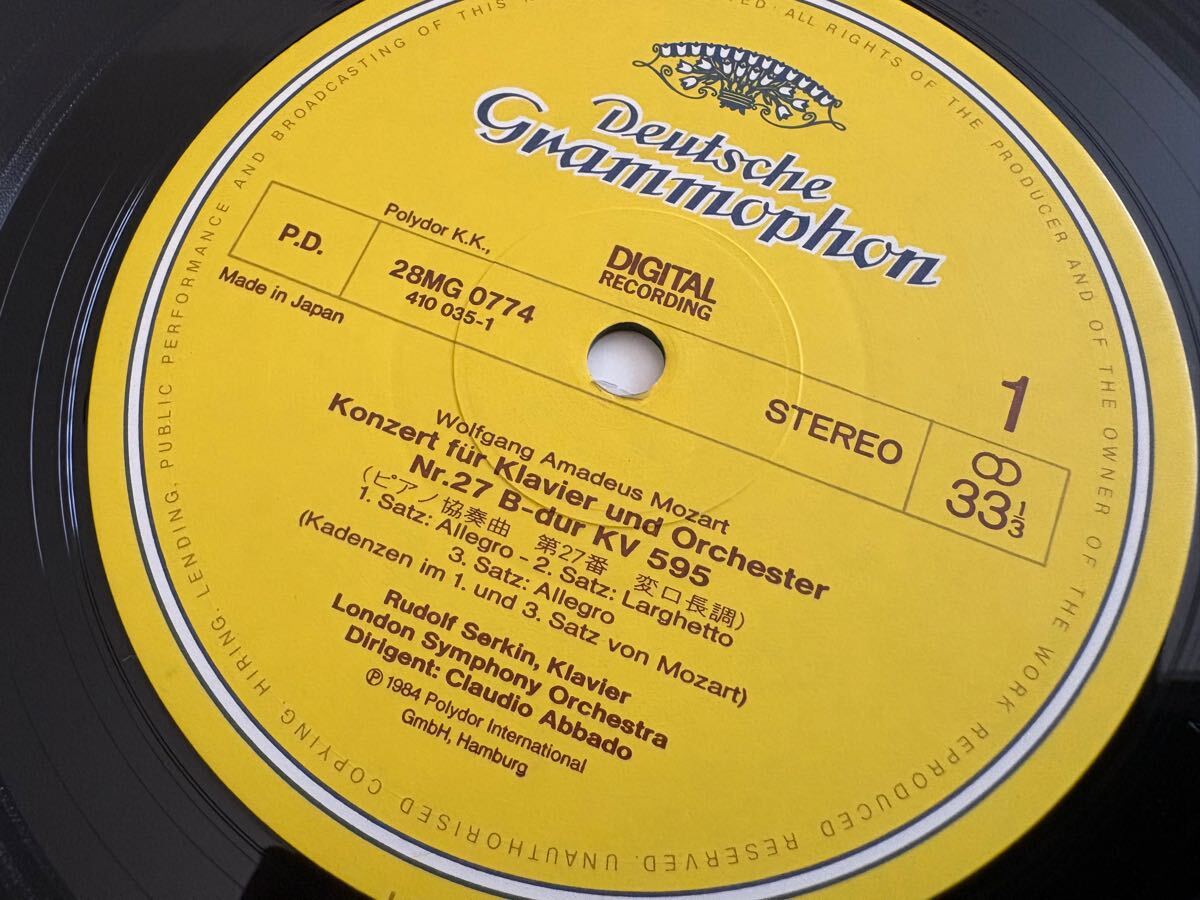 Deutsche
Grammophon
DIGITAL
RECORDING
Polydor K.K.,
P.D.
28MG 0774
410 035-1
Made in Japan
STEREO
1
33 1/3
Wolfgang Amadeus Mozart
Konzert für Klavier und Orchester
Nr.27 B-dur KV 595
(ピアノ協奏曲 第27番 変ロ長調)
1. Satz: Allegro - 2. Satz: Larghetto
3. Satz: Allegro
(Kadenzen im 1. und 3. Satz von Mozart)
Rudolf Serkin, Klavier
London Symphony Orchestra
Dirigent: Claudio Abbado
℗ 1984 Polydor International
GmbH, Hamburg
ALL RIGHTS OF THE PRODUCER AND OF THE OWNER OF THE WORK REPRODUCED RESERVED. UNAUTHORISED COPYING, HIRING, LENDING, PUBLIC PERFORMANCE AND BROADCASTING OF THIS